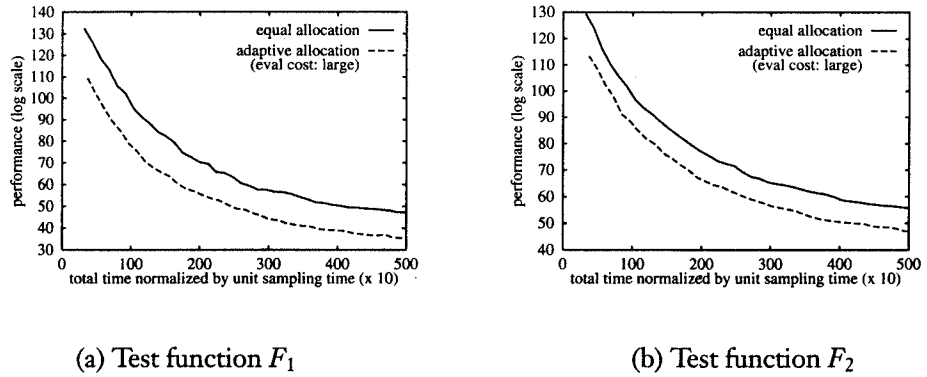 140
130
120
110
100
90
80
70
60
50
40
30
performance (log scale)
equal allocation
adaptive allocation
(eval cost: large)
0 100 200 300 400 500
total time normalized by unit sampling time (x 10)
(a) Test function F1
130
120
110
100
90
80
70
60
50
40
performance (log scale)
equal allocation
adaptive allocation
(eval cost: large)
0 100 200 300 400 500
total time normalized by unit sampling time (x 10)
(b) Test function F2